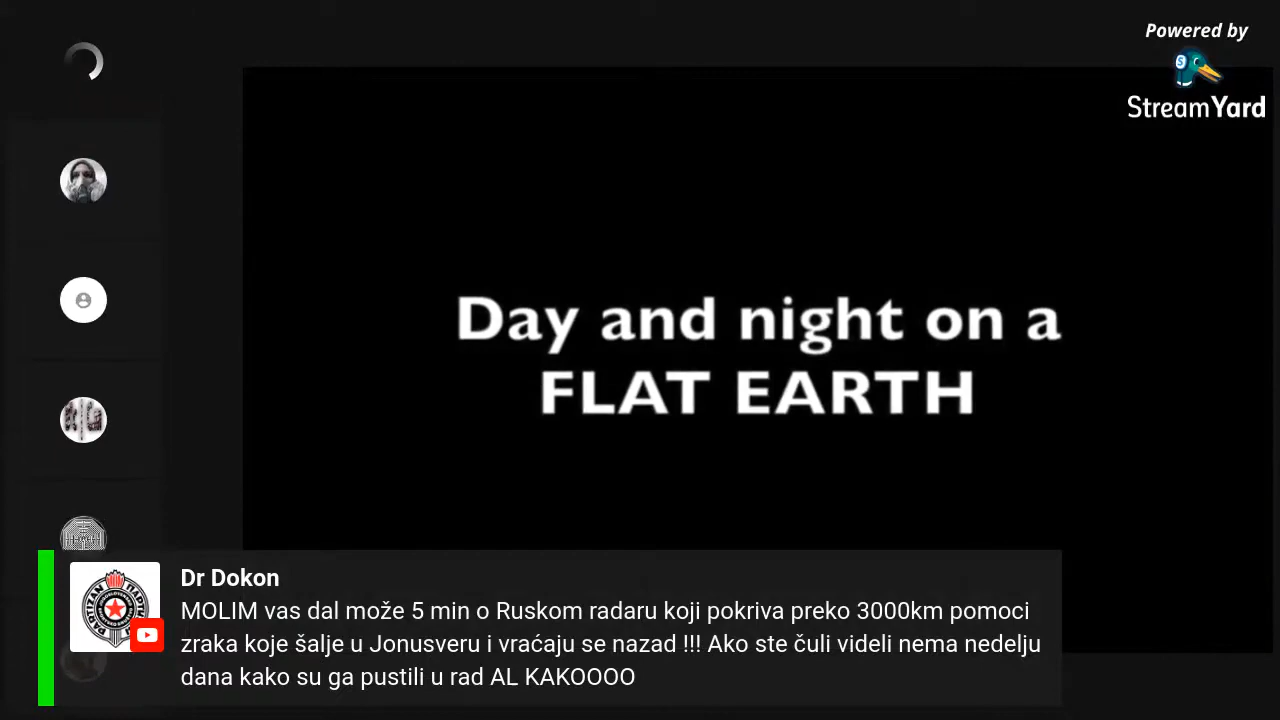 Powered by
StreamYard
Day and night on a
FLAT EARTH
Dr Dokon
MOLIM vas dal može 5 min o Ruskom radaru koji pokriva preko 3000km pomoci
zraka koje šalje u Jonusveru i vraćaju se nazad !!! Ako ste čuli videli nema nedelju
dana kako su ga pustili u rad AL KAKOOOO